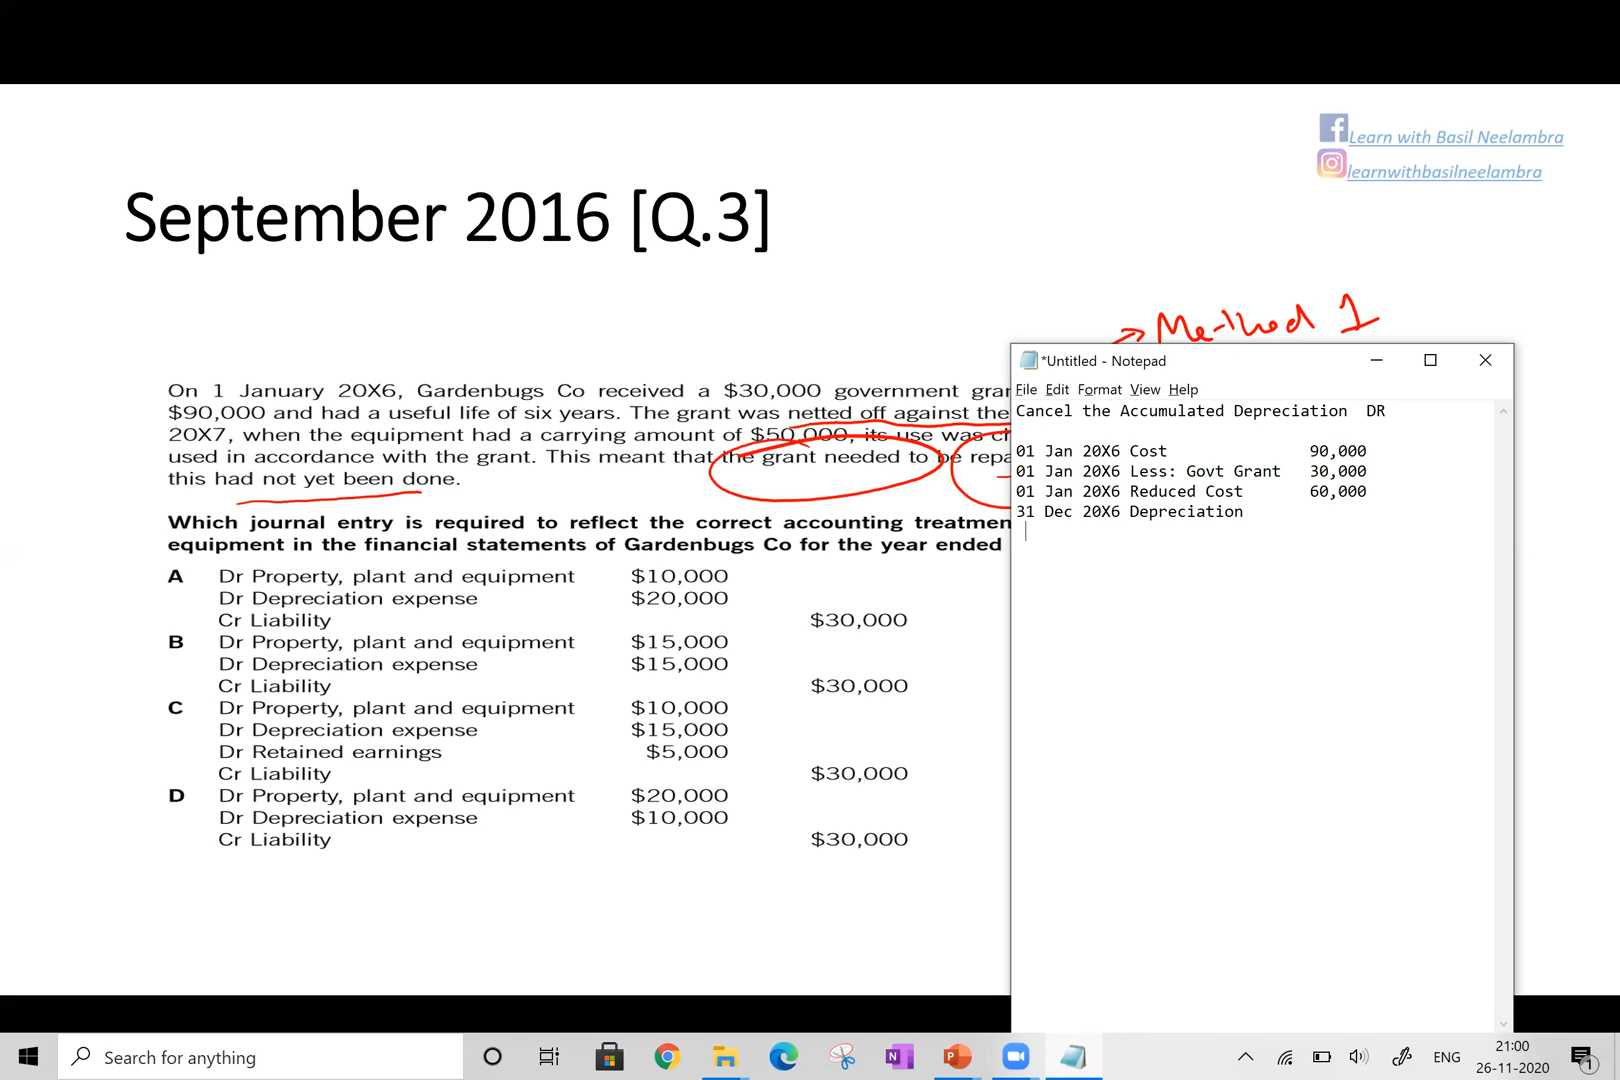 Learn with Basil Neelambra
learnwithbasilneelambra
September 2016 [Q.3]
Method 1
On 1 January 20X6, Gardenbugs Co received a $30,000 government gran
$90,000 and had a useful life of six years. The grant was netted off against the
20X7, when the equipment had a carrying amount of $50,000, its use was ch
used in accordance with the grant. This meant that the grant needed to be repa
this had not yet been done.
Which journal entry is required to reflect the correct accounting treatmen
equipment in the financial statements of Gardenbugs Co for the year ended
A Dr Property, plant and equipment $10,000
Dr Depreciation expense $20,000
Cr Liability $30,000
B Dr Property, plant and equipment $15,000
Dr Depreciation expense $15,000
Cr Liability $30,000
C Dr Property, plant and equipment $10,000
Dr Depreciation expense $15,000
Dr Retained earnings $5,000
Cr Liability $30,000
D Dr Property, plant and equipment $20,000
Dr Depreciation expense $10,000
Cr Liability $30,000
*Untitled - Notepad
File Edit Format View Help
Cancel the Accumulated Depreciation DR
01 Jan 20X6 Cost 90,000
01 Jan 20X6 Less: Govt Grant 30,000
01 Jan 20X6 Reduced Cost 60,000
31 Dec 20X6 Depreciation
Search for anything
ENG
21:00
26-11-2020
1